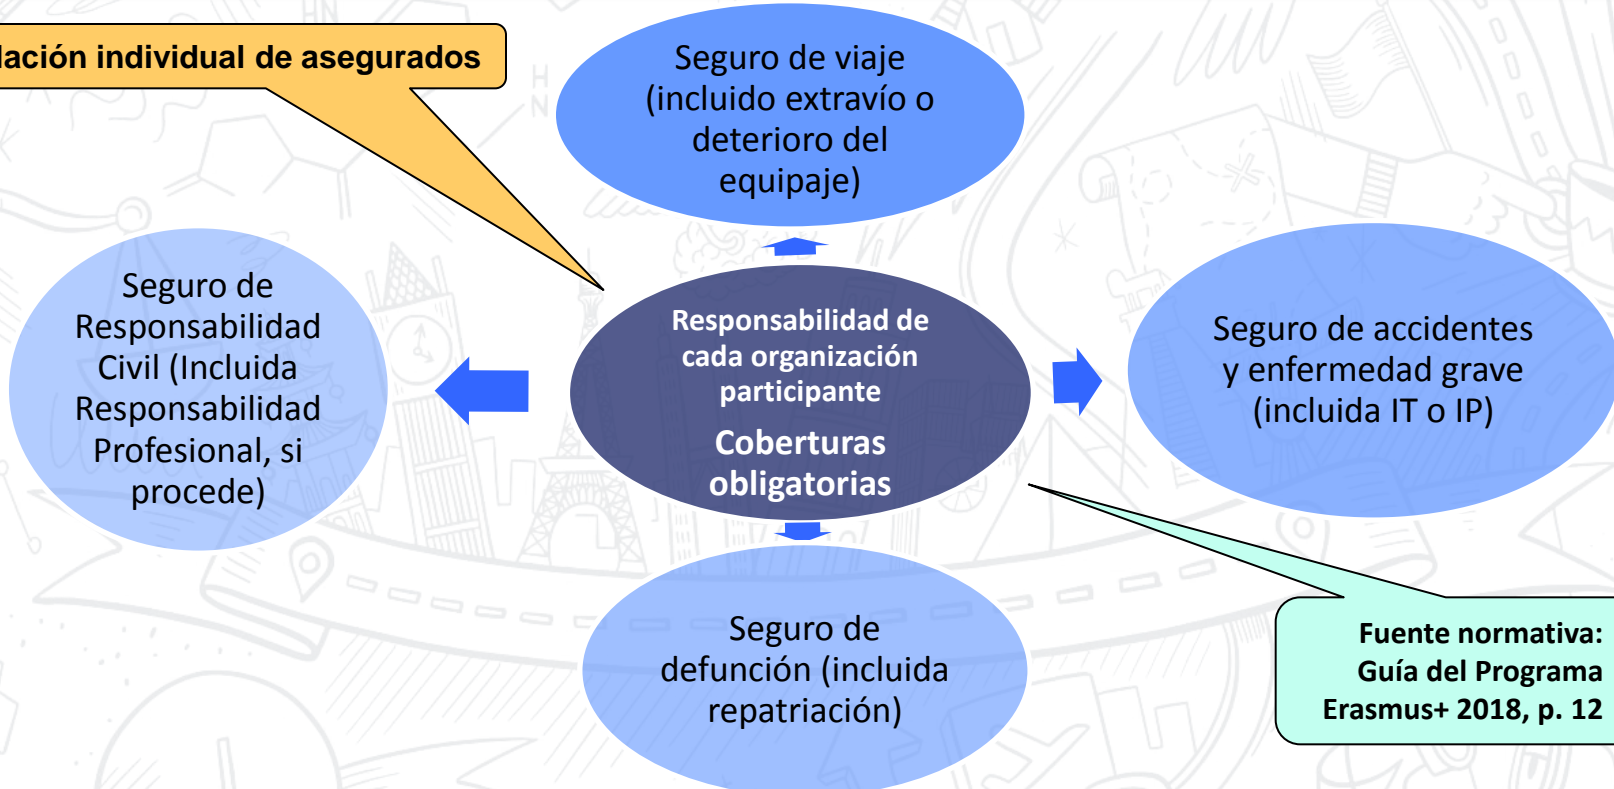 individual de asegurados
Seguro de viaje
(incluido extravío o
deterioro del
equipaje)
Seguro de
Responsabilidad
Civil (Incluida
Responsabilidad
Profesional, si
procede)
Responsabilidad de
cada organización
participante
Coberturas
obligatorias
Seguro de accidentes
y enfermedad grave
(incluida IT o IP)
Seguro de
defunción (incluida
repatriación)
Fuente normativa:
Guía del Programa
Erasmus+ 2018, p. 12